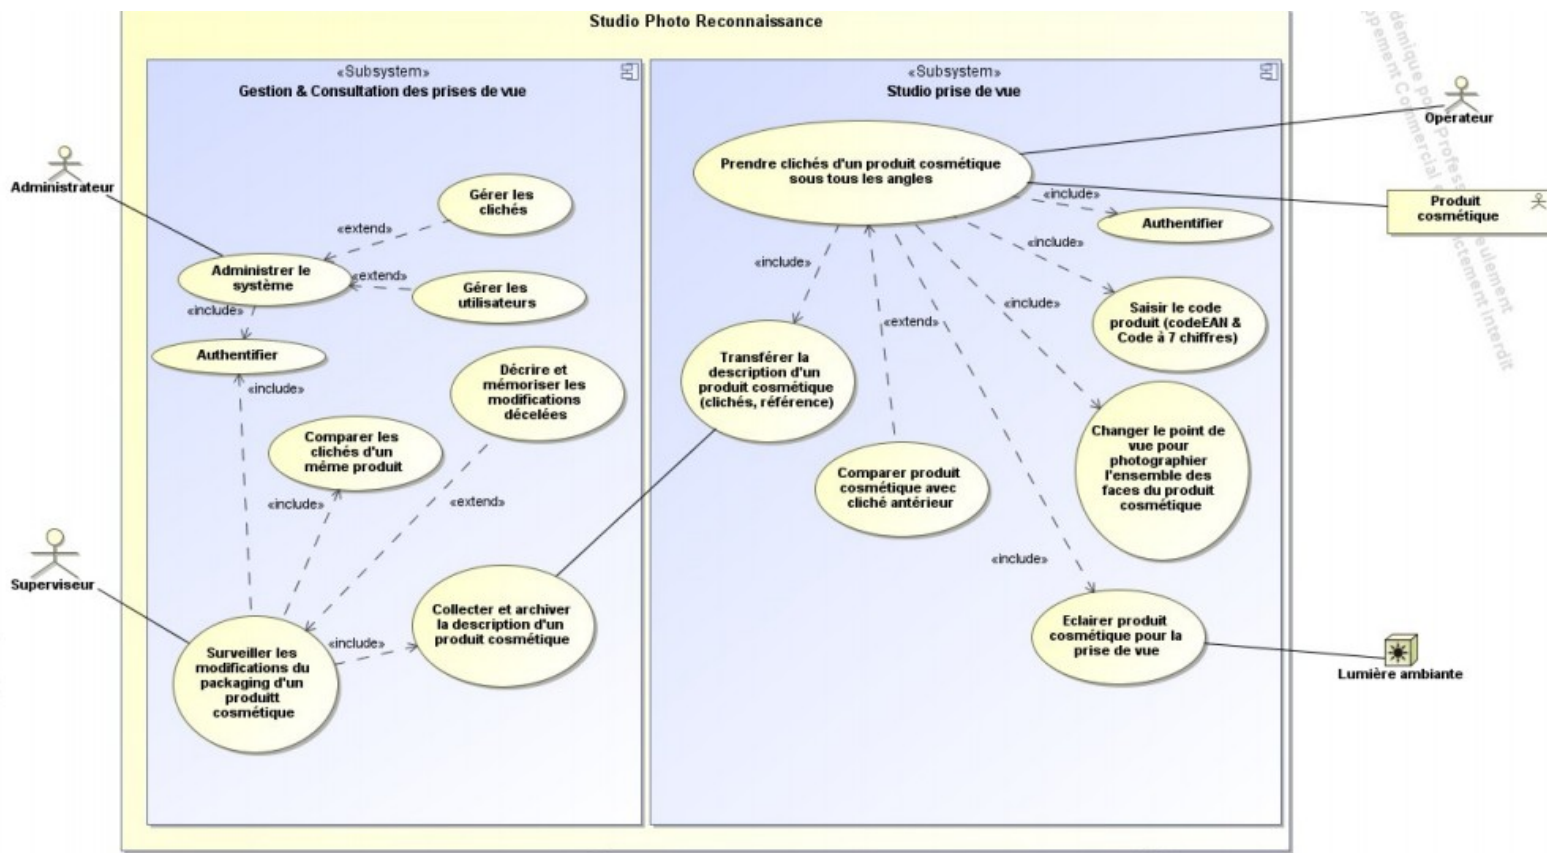 Studio Photo Reconnaissance
«Subsystem»
Gestion & Consultation des prises de vue
Administrateur
Gérer les
clichés
«extend»
Administrer le
système
«extend»
Gérer les
utilisateurs
«include»
Authentifier
«include»
Décrire et
mémoriser les
modifications
décelées
Comparer les
clichés d'un
même produit
«include»
«extend»
Superviseur
Surveiller les
modifications du
packaging d'un
produitt
cosmétique
«include»
Collecter et archiver
la description d'un
produit cosmétique
«Subsystem»
Studio prise de vue
Prendre clichés d'un produit cosmétique
sous tous les angles
«include»
Authentifier
«include»
Saisir le code
produit (codeEAN &
Code à 7 chiffres)
«include»
Transférer la
description d'un
produit cosmétique
(clichés, référence)
«extend»
«include»
Changer le point de
vue pour
photographier
l'ensemble des
faces du produit
cosmétique
Comparer produit
cosmétique avec
cliché antérieur
«include»
Eclairer produit
cosmétique pour la
prise de vue
Opérateur
Produit
cosmétique
Lumière ambiante
démique
ppement Commercial
interdit